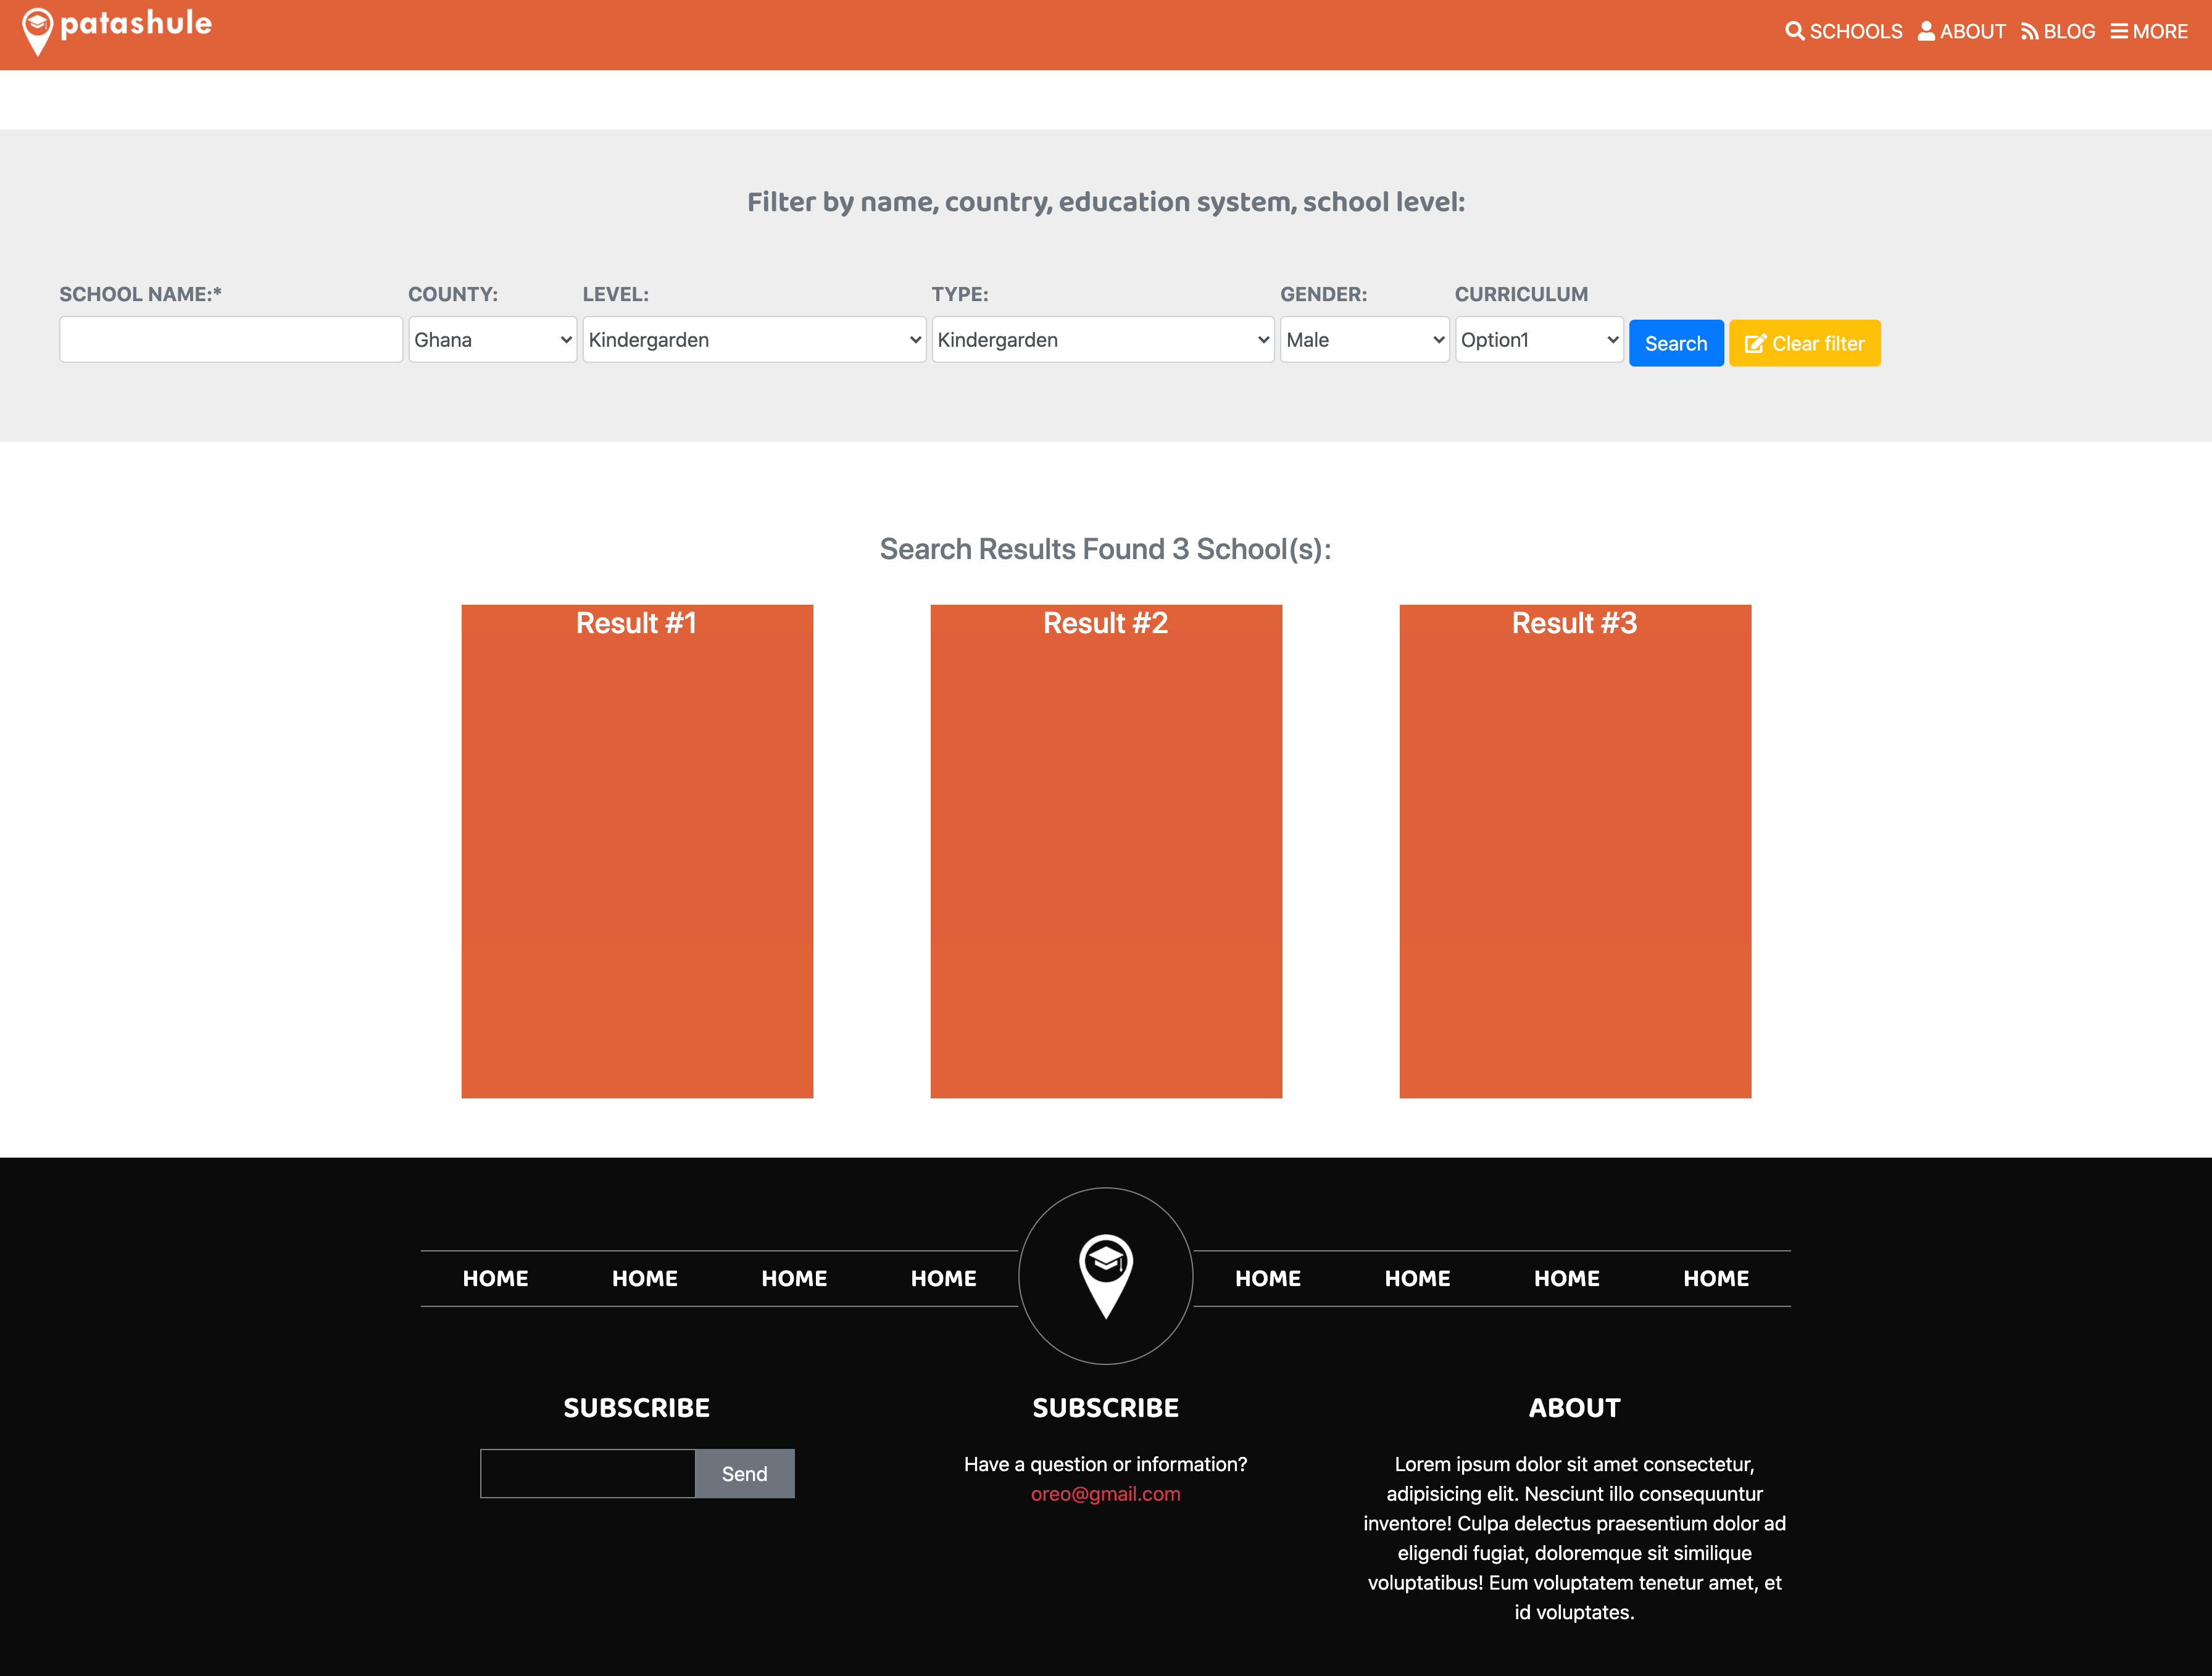 patashule
SCHOOLS ABOUT BLOG MORE
Filter by name, country, education system, school level:
SCHOOL NAME:* COUNTY: LEVEL: TYPE: GENDER: CURRICULUM
Ghana Kindergarden Kindergarden Male Option1 Search Clear filter
Search Results Found 3 School(s):
Result #1 Result #2 Result #3
HOME HOME HOME HOME HOME HOME HOME HOME
SUBSCRIBE
Send
SUBSCRIBE
Have a question or information?
oreo@gmail.com
ABOUT
Lorem ipsum dolor sit amet consectetur,
adipisicing elit. Nesciunt illo consequuntur
inventore! Culpa delectus praesentium dolor ad
eligendi fugiat, doloremque sit similique
voluptatibus! Eum voluptatem tenetur amet, et
id voluptates.